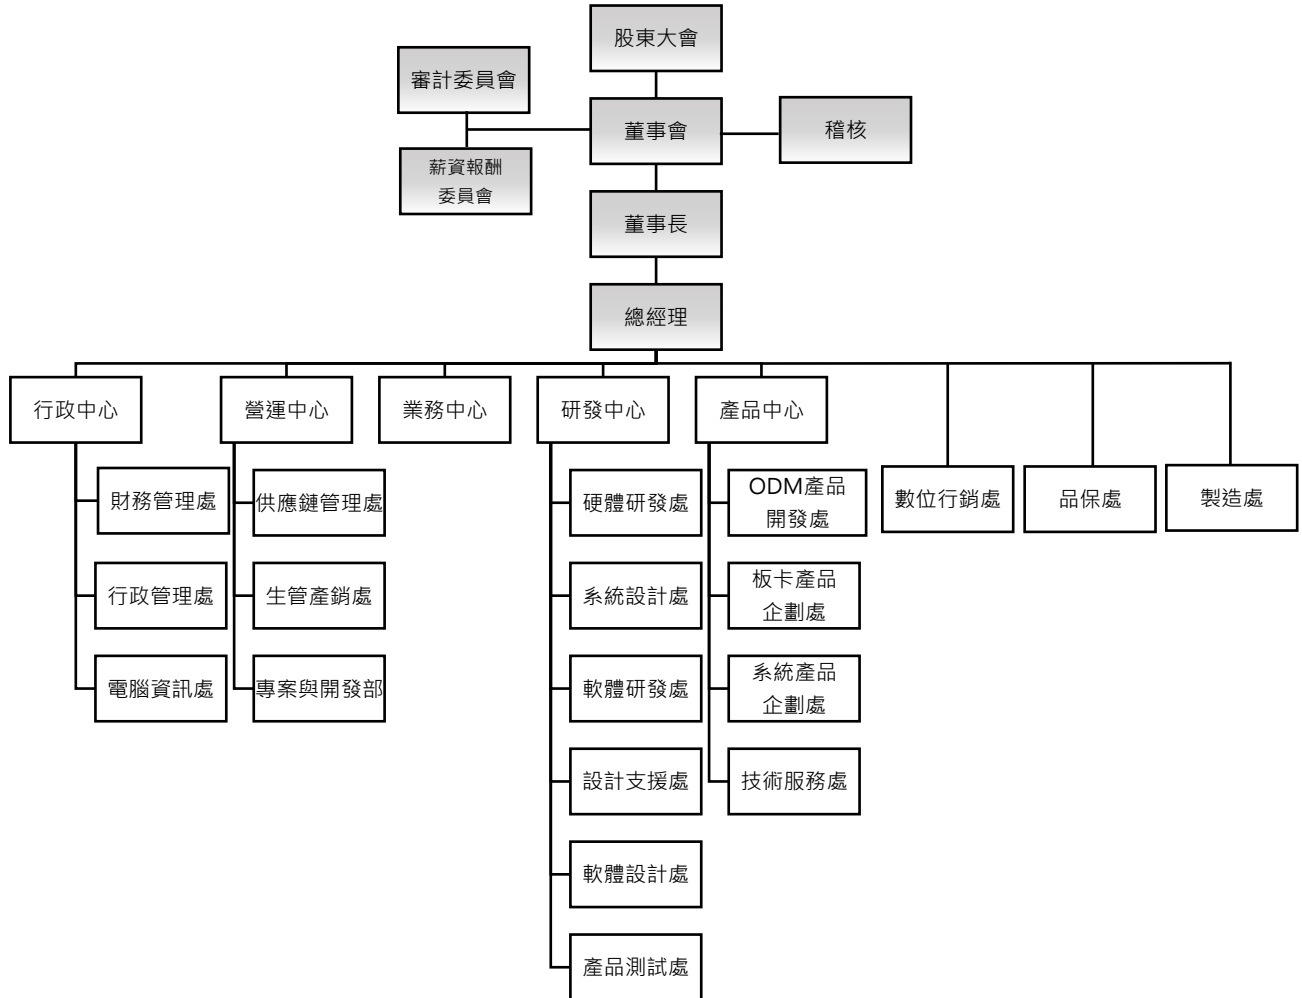 股東大會
審計委員會
董事會
稽核
薪資報酬
委員會
董事長
總經理
行政中心
營運中心
業務中心
研發中心
產品中心
財務管理處
供應鏈管理處
硬體研發處
ODM產品
開發處
數位行銷處
品保處
製造處
行政管理處
生管產銷處
系統設計處
板卡產品
企劃處
電腦資訊處
專案與開發部
軟體研發處
系統產品
企劃處
設計支援處
技術服務處
軟體設計處
產品測試處